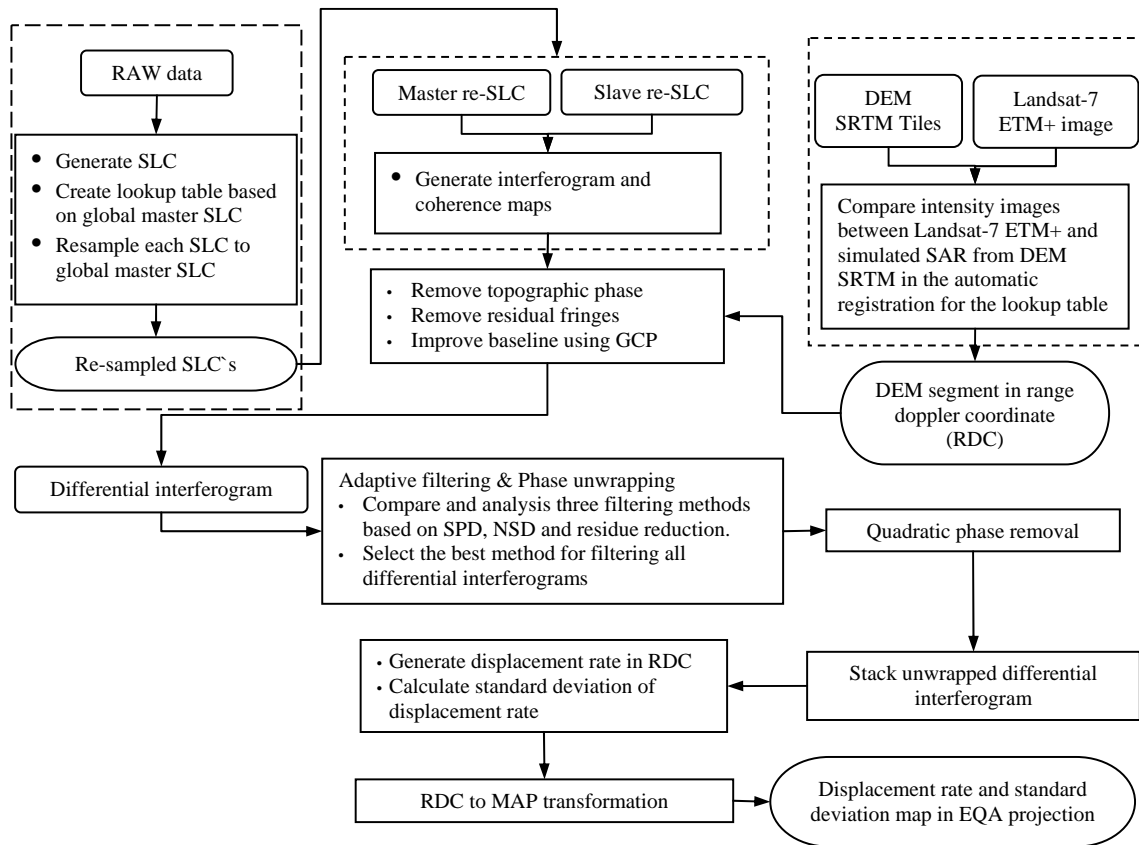 RAW data
• Generate SLC
• Create lookup table based
on global master SLC
• Resample each SLC to
global master SLC
Re-sampled SLC`s
Master re-SLC
Slave re-SLC
• Generate interferogram and
coherence maps
DEM
SRTM Tiles
Landsat-7
ETM+ image
Compare intensity images
between Landsat-7 ETM+ and
simulated SAR from DEM
SRTM in the automatic
registration for the lookup table
• Remove topographic phase
• Remove residual fringes
• Improve baseline using GCP
DEM segment in range
doppler coordinate
(RDC)
Differential interferogram
Adaptive filtering & Phase unwrapping
• Compare and analysis three filtering methods
based on SPD, NSD and residue reduction.
• Select the best method for filtering all
differential interferograms
Quadratic phase removal
Stack unwrapped differential
interferogram
• Generate displacement rate in RDC
• Calculate standard deviation of
displacement rate
RDC to MAP transformation
Displacement rate and standard
deviation map in EQA projection